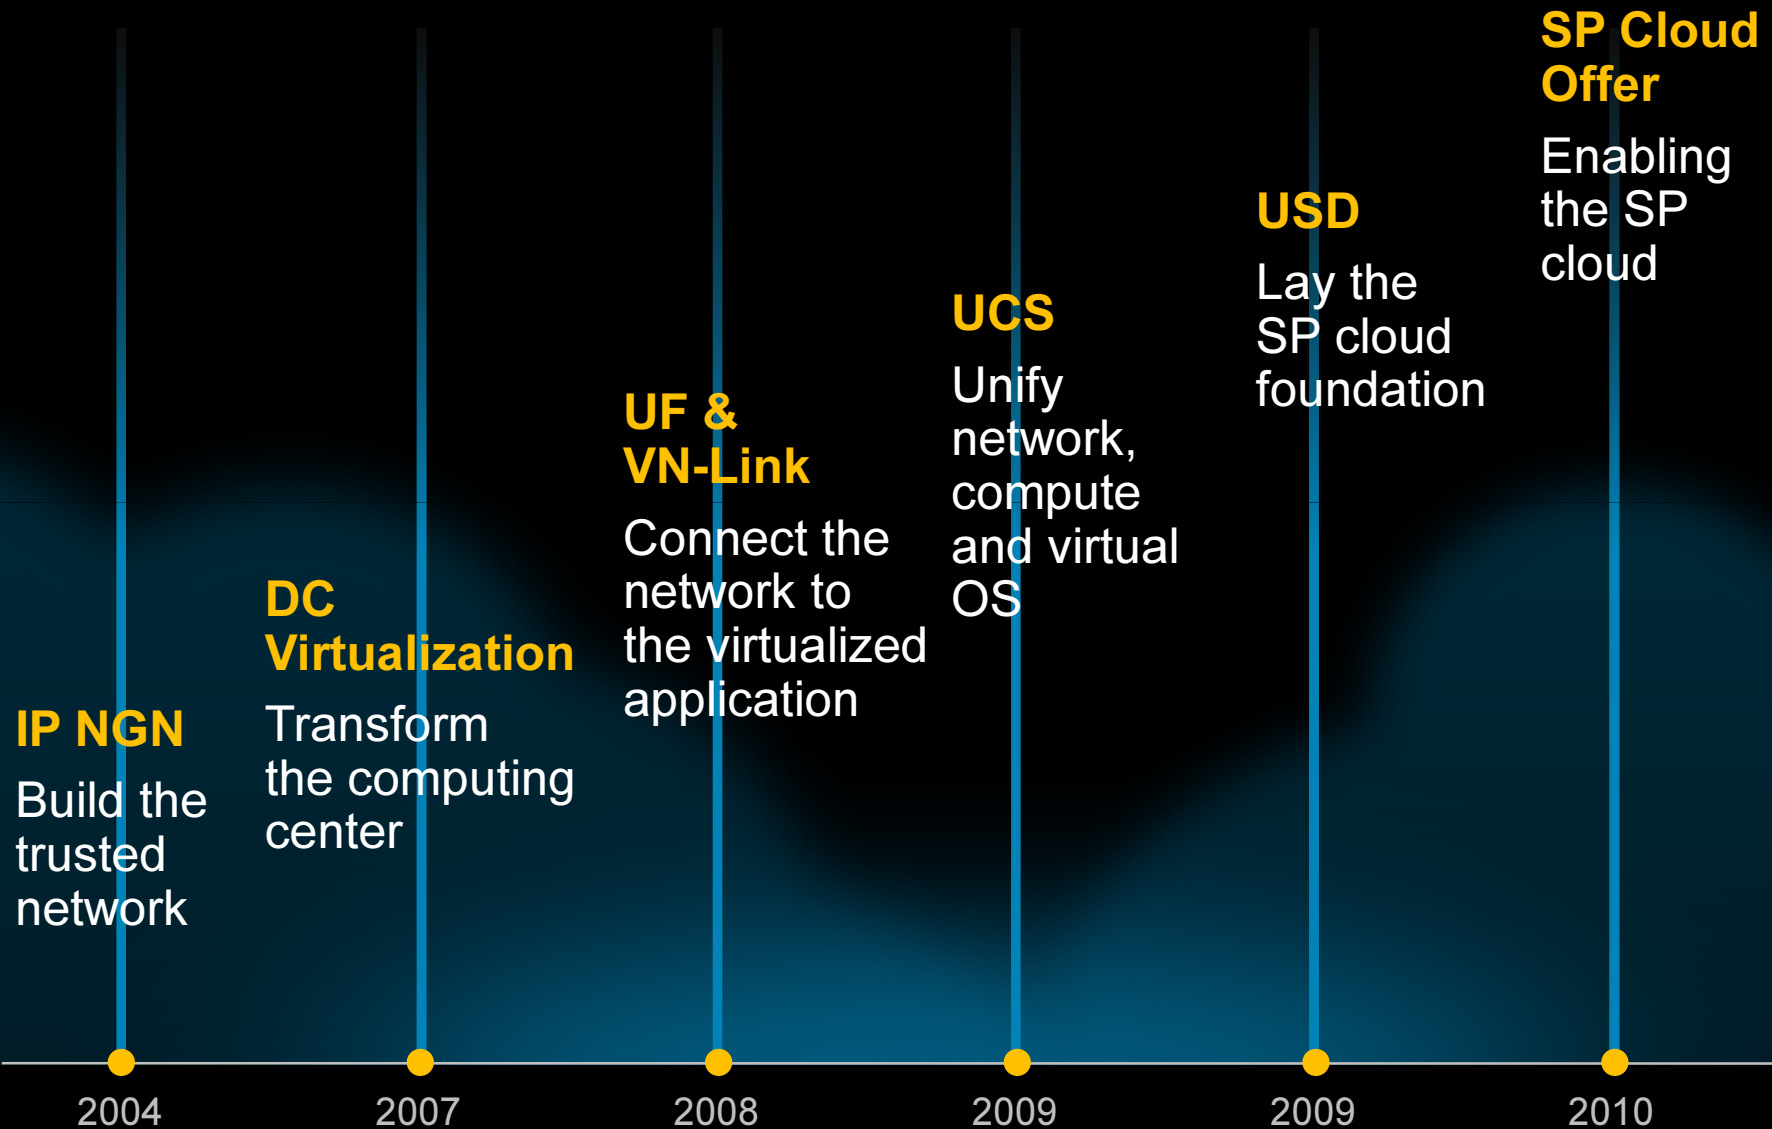 IP NGN
Build the
trusted
network
DC
Virtualization
Transform
the computing
center
UF &
VN-Link
Connect the
network to
the virtualized
application
UCS
Unify
network,
compute
and virtual
OS
USD
Lay the
SP cloud
foundation
SP Cloud
Offer
Enabling
the SP
cloud
2004
2007
2008
2009
2009
2010